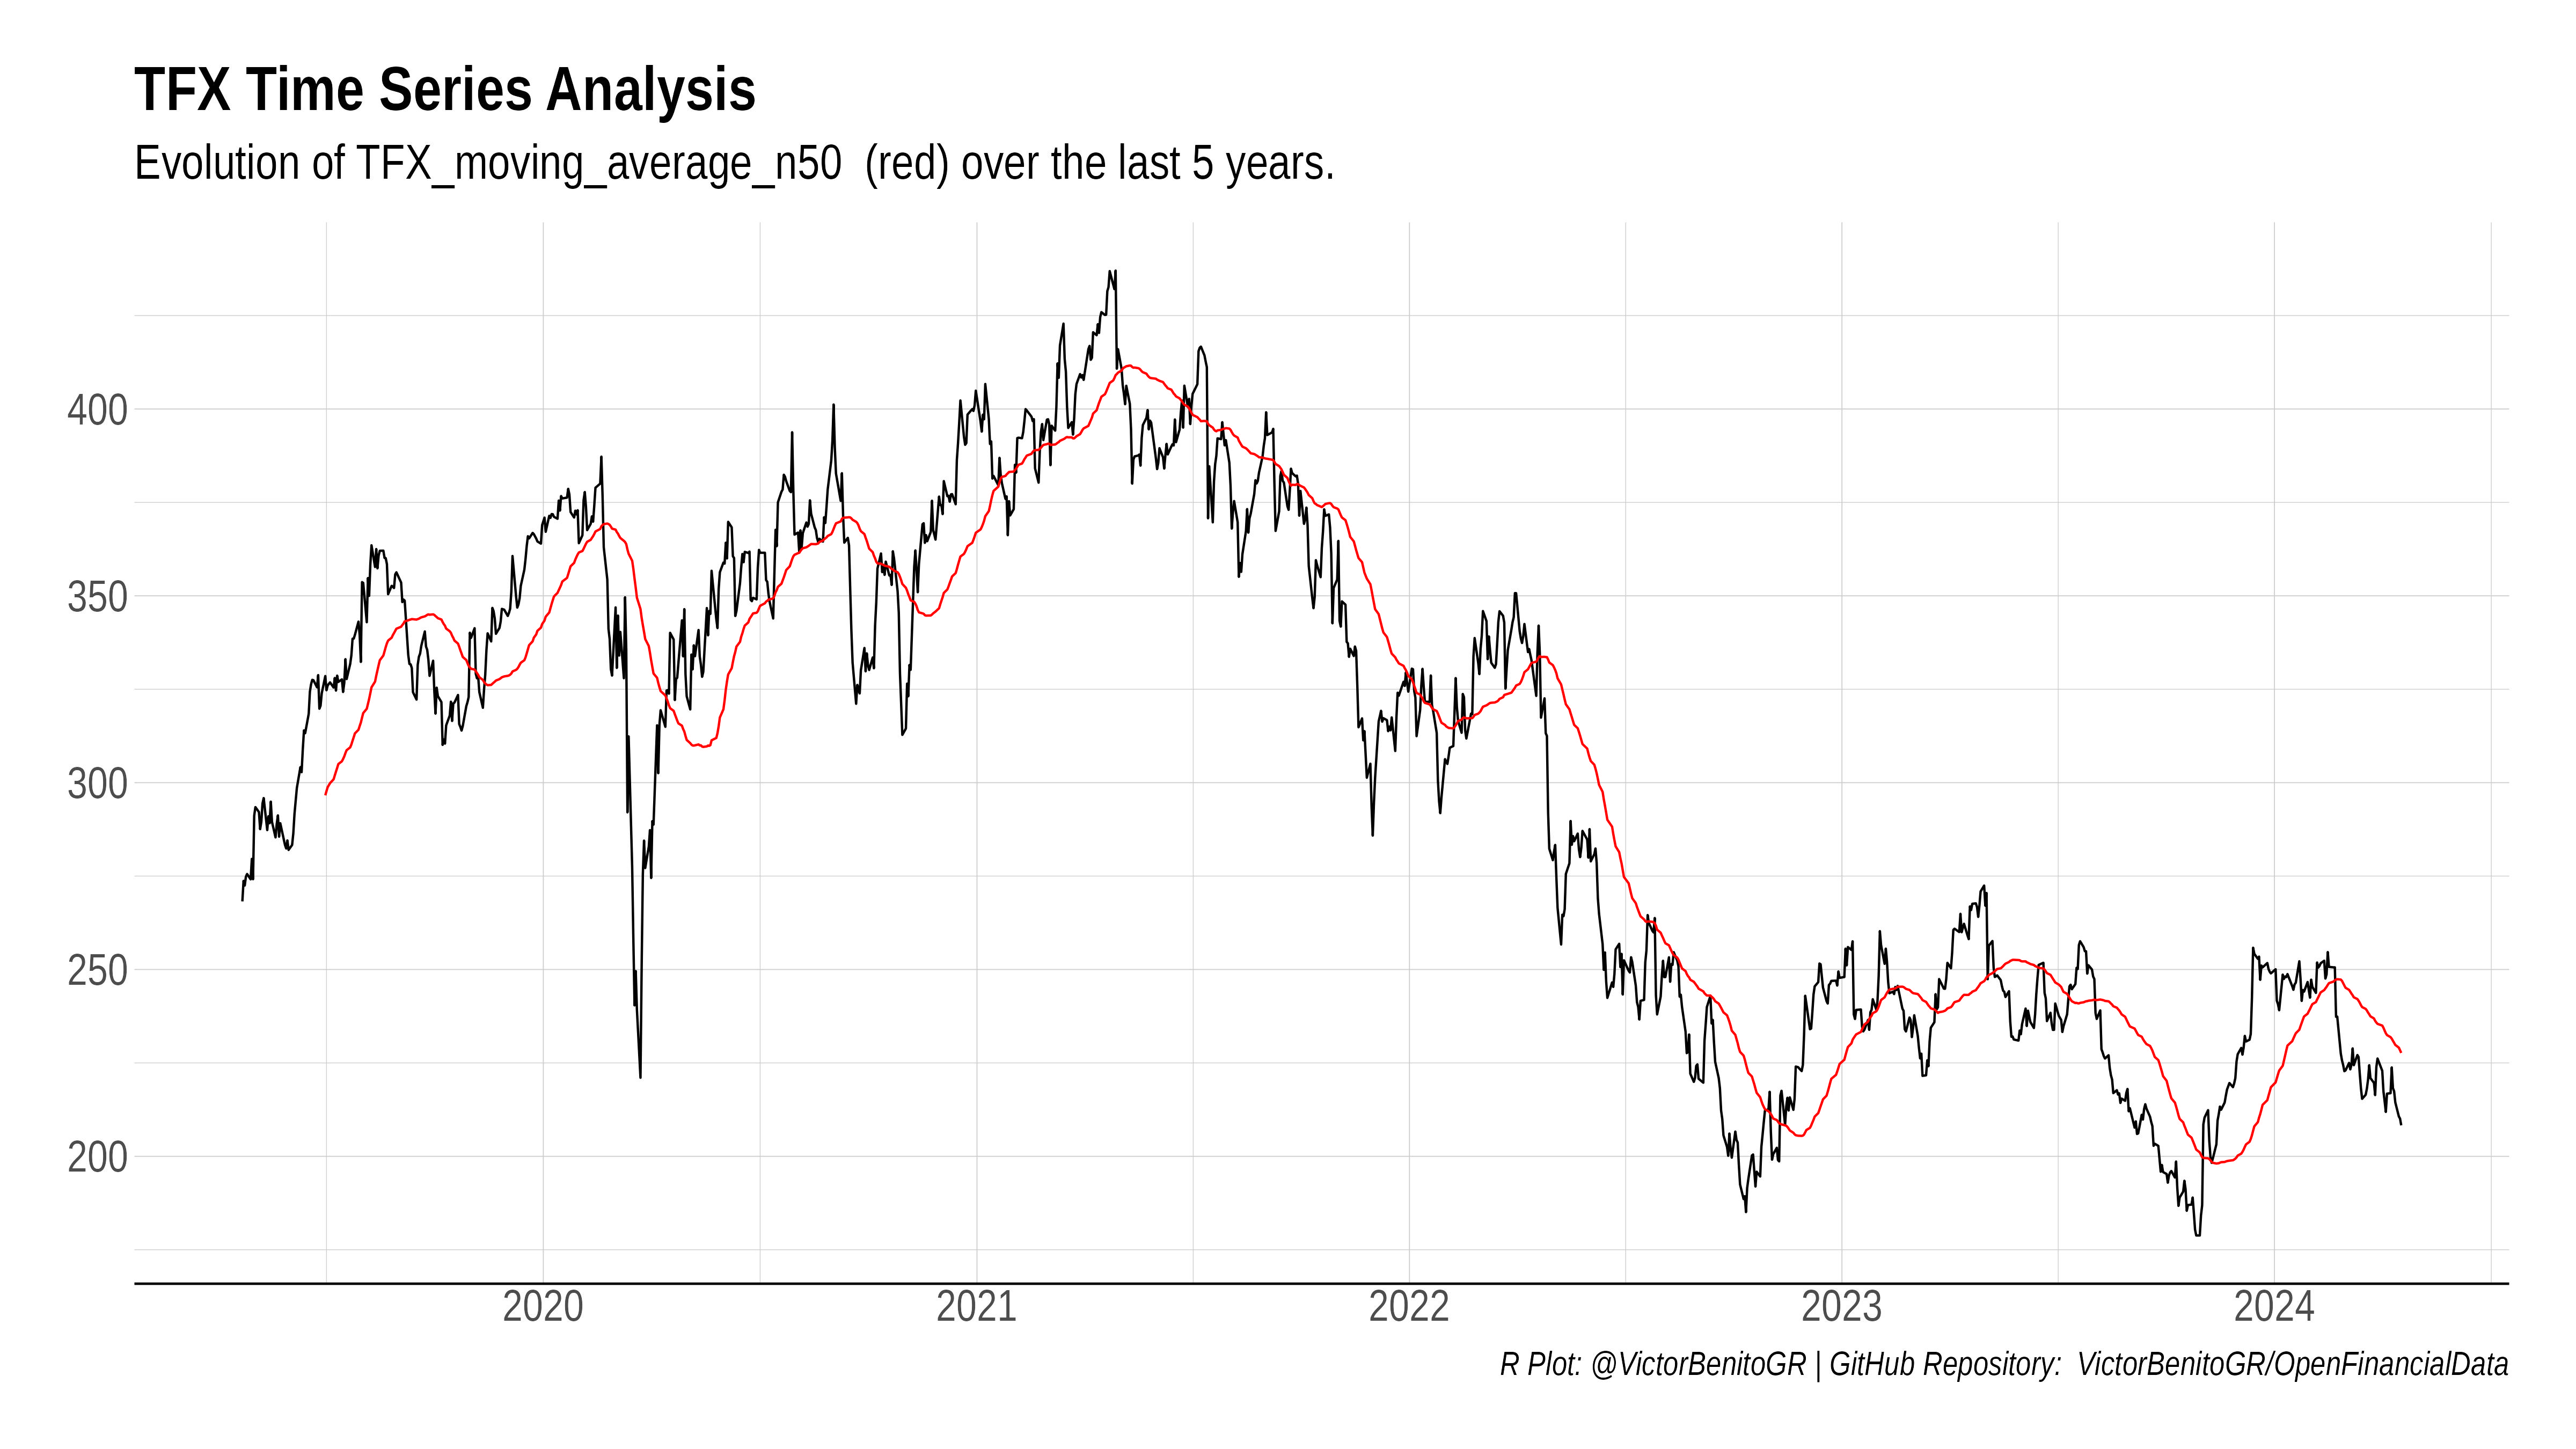 TFX Time Series Analysis
Evolution of TFX_moving_average_n50  (red) over the last 5 years.
400
350
300
250
200
2020 2021 2022 2023 2024
R Plot: @VictorBenitoGR | GitHub Repository:  VictorBenitoGR/OpenFinancialData